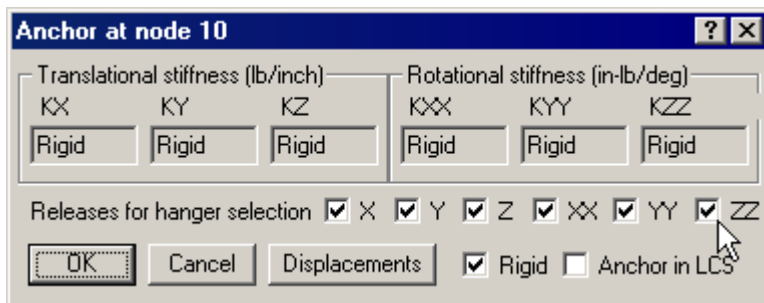 Anchor at node 10
Translational stiffness (lb/inch) Rotational stiffness (in-lb/deg)
KX KY KZ KXX KYY KZZ
Rigid Rigid Rigid Rigid Rigid Rigid
Releases for hanger selection X Y Z XX YY ZZ
OK Cancel Displacements Rigid Anchor in LCS